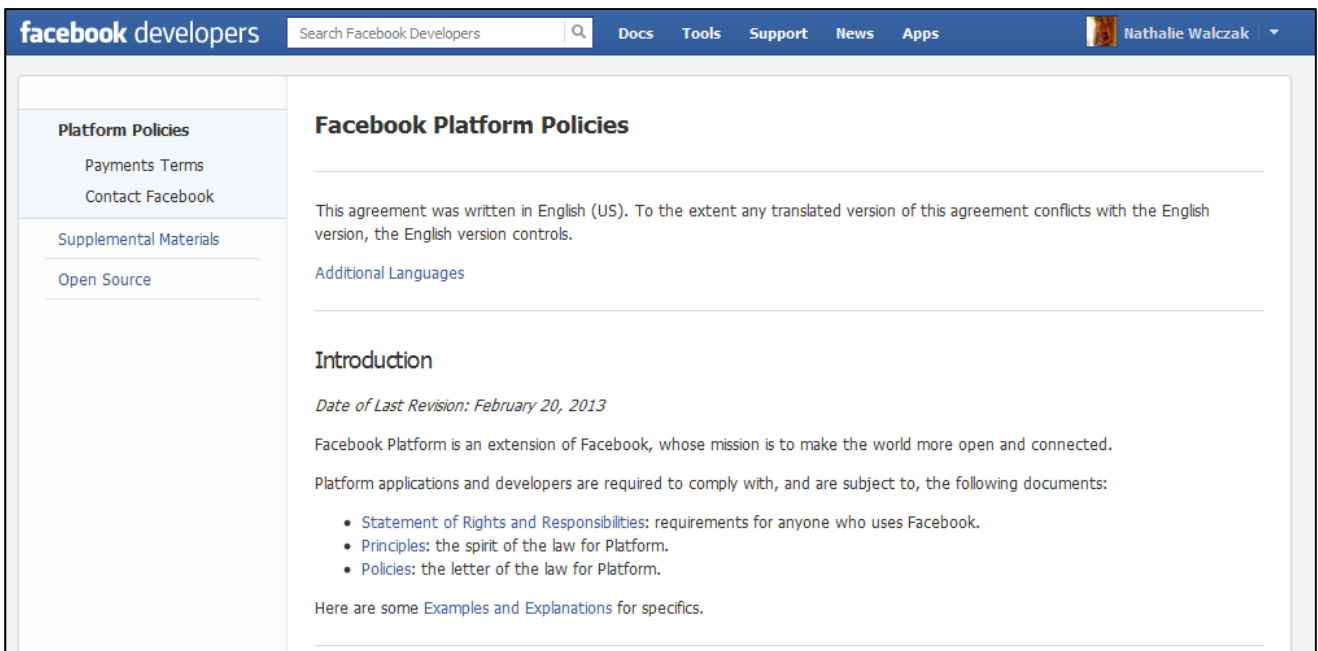 facebook developers
Search Facebook Developers
Docs Tools Support News Apps
Nathalie Walczak
Platform Policies
Payments Terms
Contact Facebook
Supplemental Materials
Open Source
Facebook Platform Policies
This agreement was written in English (US). To the extent any translated version of this agreement conflicts with the English
version, the English version controls.
Additional Languages
Introduction
Date of Last Revision: February 20, 2013
Facebook Platform is an extension of Facebook, whose mission is to make the world more open and connected.
Platform applications and developers are required to comply with, and are subject to, the following documents:
• Statement of Rights and Responsibilities: requirements for anyone who uses Facebook.
• Principles: the spirit of the law for Platform.
• Policies: the letter of the law for Platform.
Here are some Examples and Explanations for specifics.